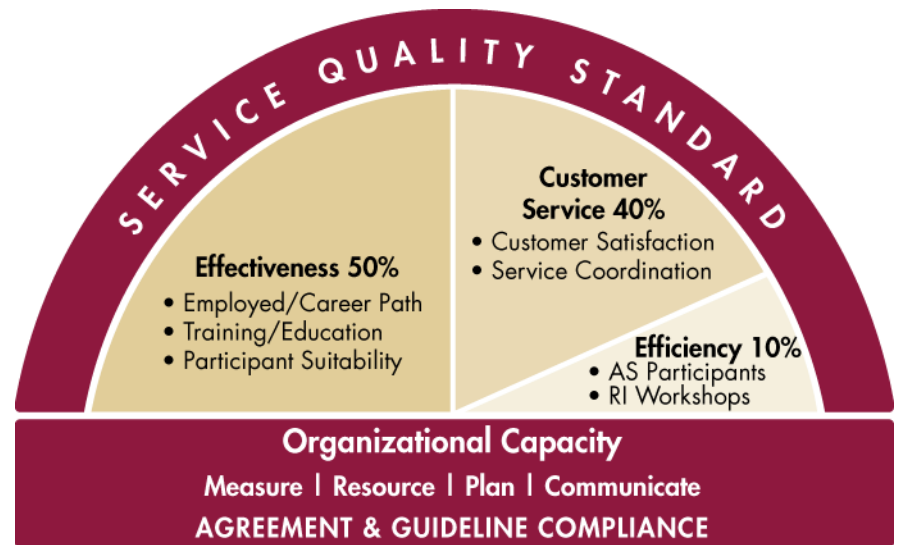 SERVICE QUALITY STANDARD
Effectiveness 50%
• Employed/Career Path
• Training/Education
• Participant Suitability
Customer
Service 40%
• Customer Satisfaction
• Service Coordination
Efficiency 10%
• AS Participants
• RI Workshops
Organizational Capacity
Measure | Resource | Plan | Communicate
AGREEMENT & GUIDELINE COMPLIANCE